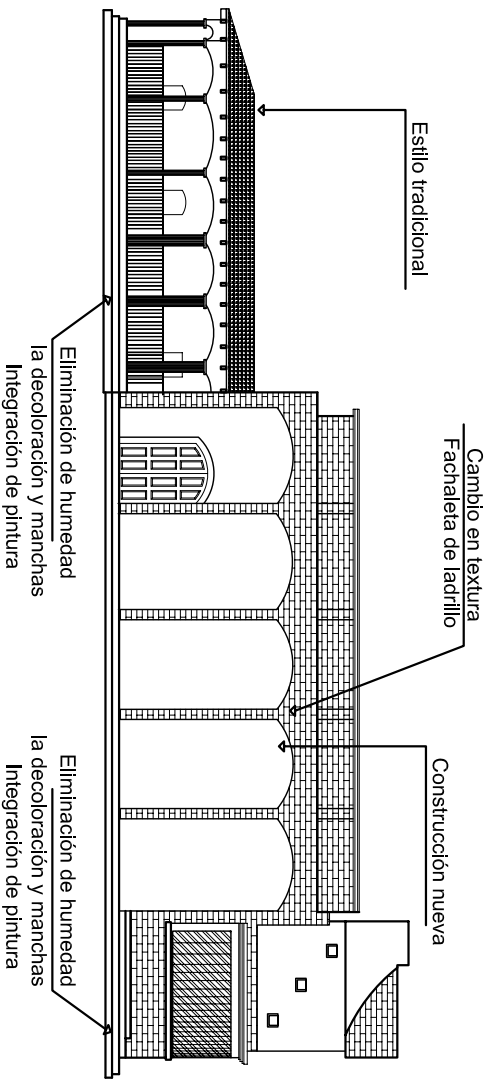 Estilo tradicional
Cambio en textura
Fachaleta de ladrillo
Construcción nueva
Eliminación de humedad
la decoloración y manchas
Integración de pintura
Eliminación de humedad
la decoloración y manchas
Integración de pintura